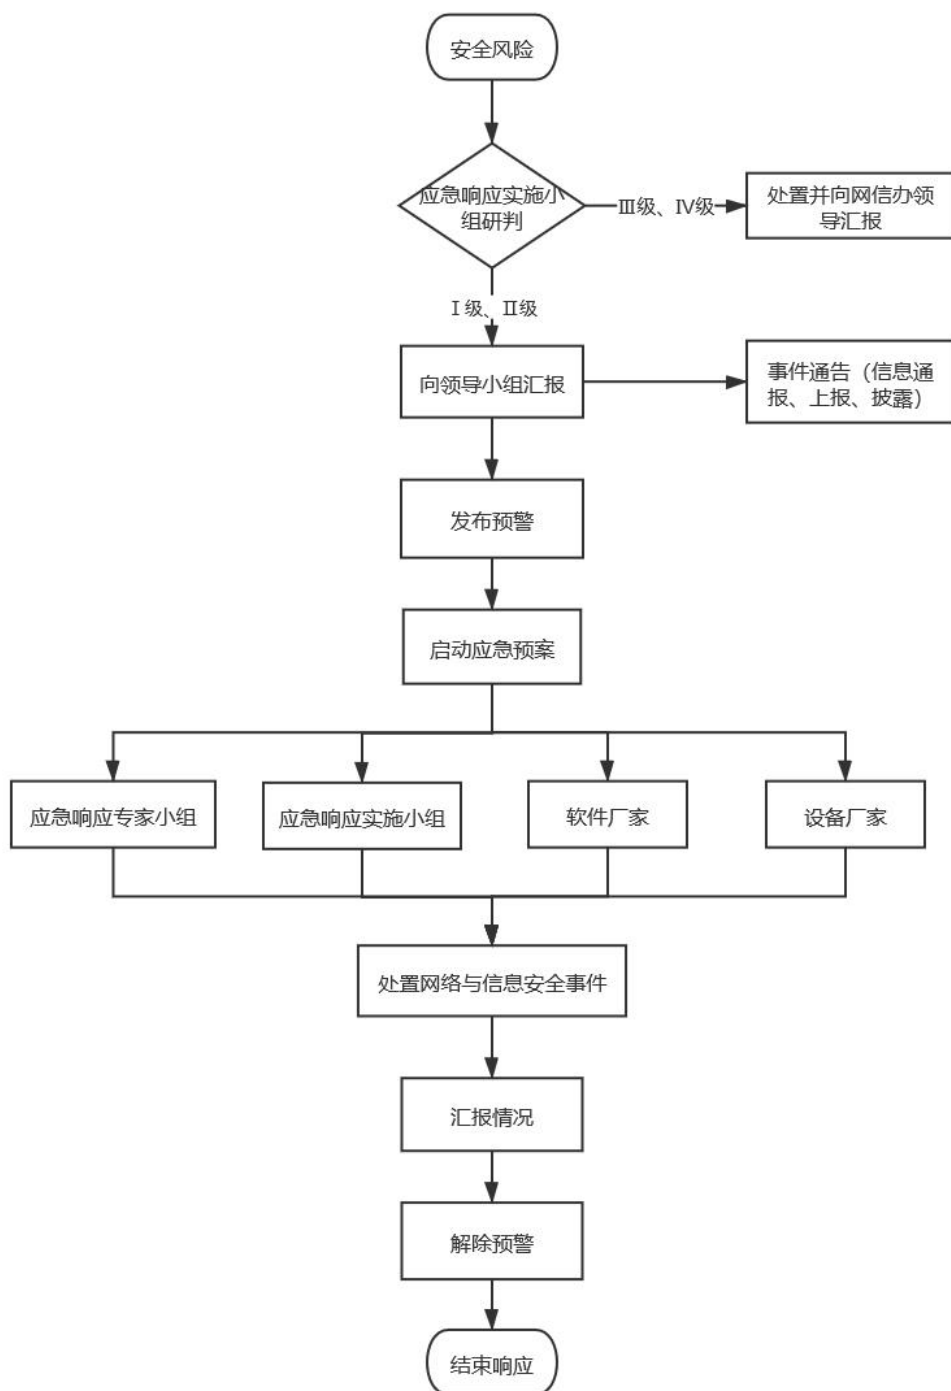 安全风险
应急响应实施小
组研判
Ⅲ级、Ⅳ级
处置并向网信办领
导汇报
Ⅰ级、Ⅱ级
向领导小组汇报
事件通告（信息通
报、上报、披露）
发布预警
启动应急预案
应急响应专家小组
应急响应实施小组
软件厂家
设备厂家
处置网络与信息安全事件
汇报情况
解除预警
结束响应